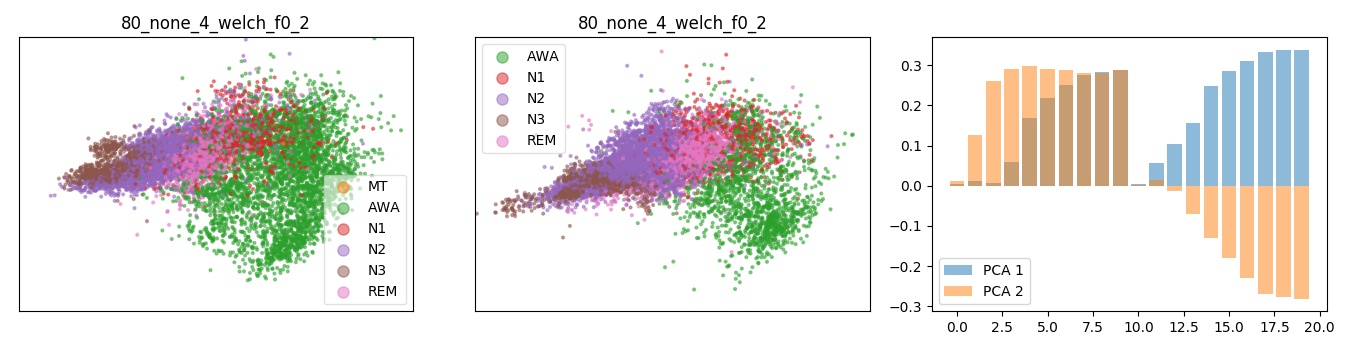 80_none_4_welch_f0_2
MT
AWA
N1
N2
N3
REM
80_none_4_welch_f0_2
AWA
N1
N2
N3
REM
0.3
0.2
0.1
0.0
−0.1
−0.2
−0.3
PCA 1
PCA 2
0.0 2.5 5.0 7.5 10.0 12.5 15.0 17.5 20.0